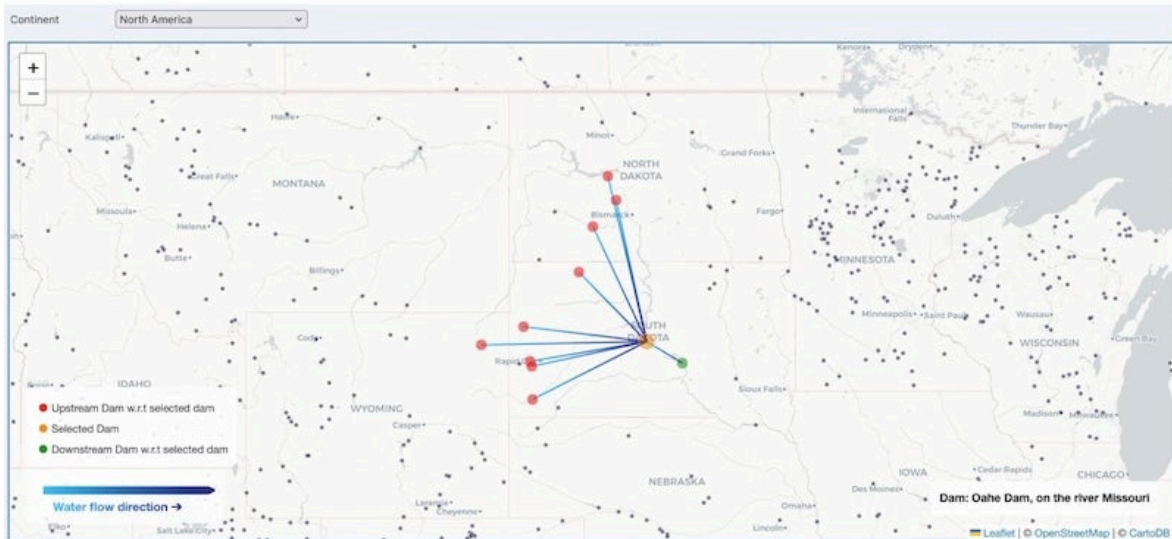 Continent North America
+
−
Kenora
Dryden
International Falls
Thunder Bay
Havre
Kalispell
Minot
Grand Forks
NORTH DAKOTA
Great Falls
MONTANA
Missoula
Helena
Bismarck
Fargo
Duluth
Butte
MINNESOTA
Billings
Minneapolis
Saint Paul
Wausau
Cody
Green Bay
WISCONSIN
IDAHO
Sioux Falls
WYOMING
Madison
Milwaukee
Casper
IOWA
Cedar Rapids
CHICAGO
NEBRASKA
Des Moines
Laramie
Cheyenne
Omaha
Lincoln
Elko
Salt Lake City
Upstream Dam w.r.t selected dam
Selected Dam
Downstream Dam w.r.t selected dam
Water flow direction →
Dam: Oahe Dam, on the river Missouri
Leaflet | © OpenStreetMap | © CartoDB